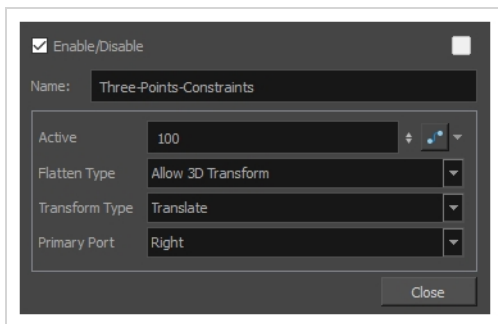 Enable/Disable
Name: Three-Points-Constraints
Active 100
Flatten Type Allow 3D Transform
Transform Type Translate
Primary Port Right
Close